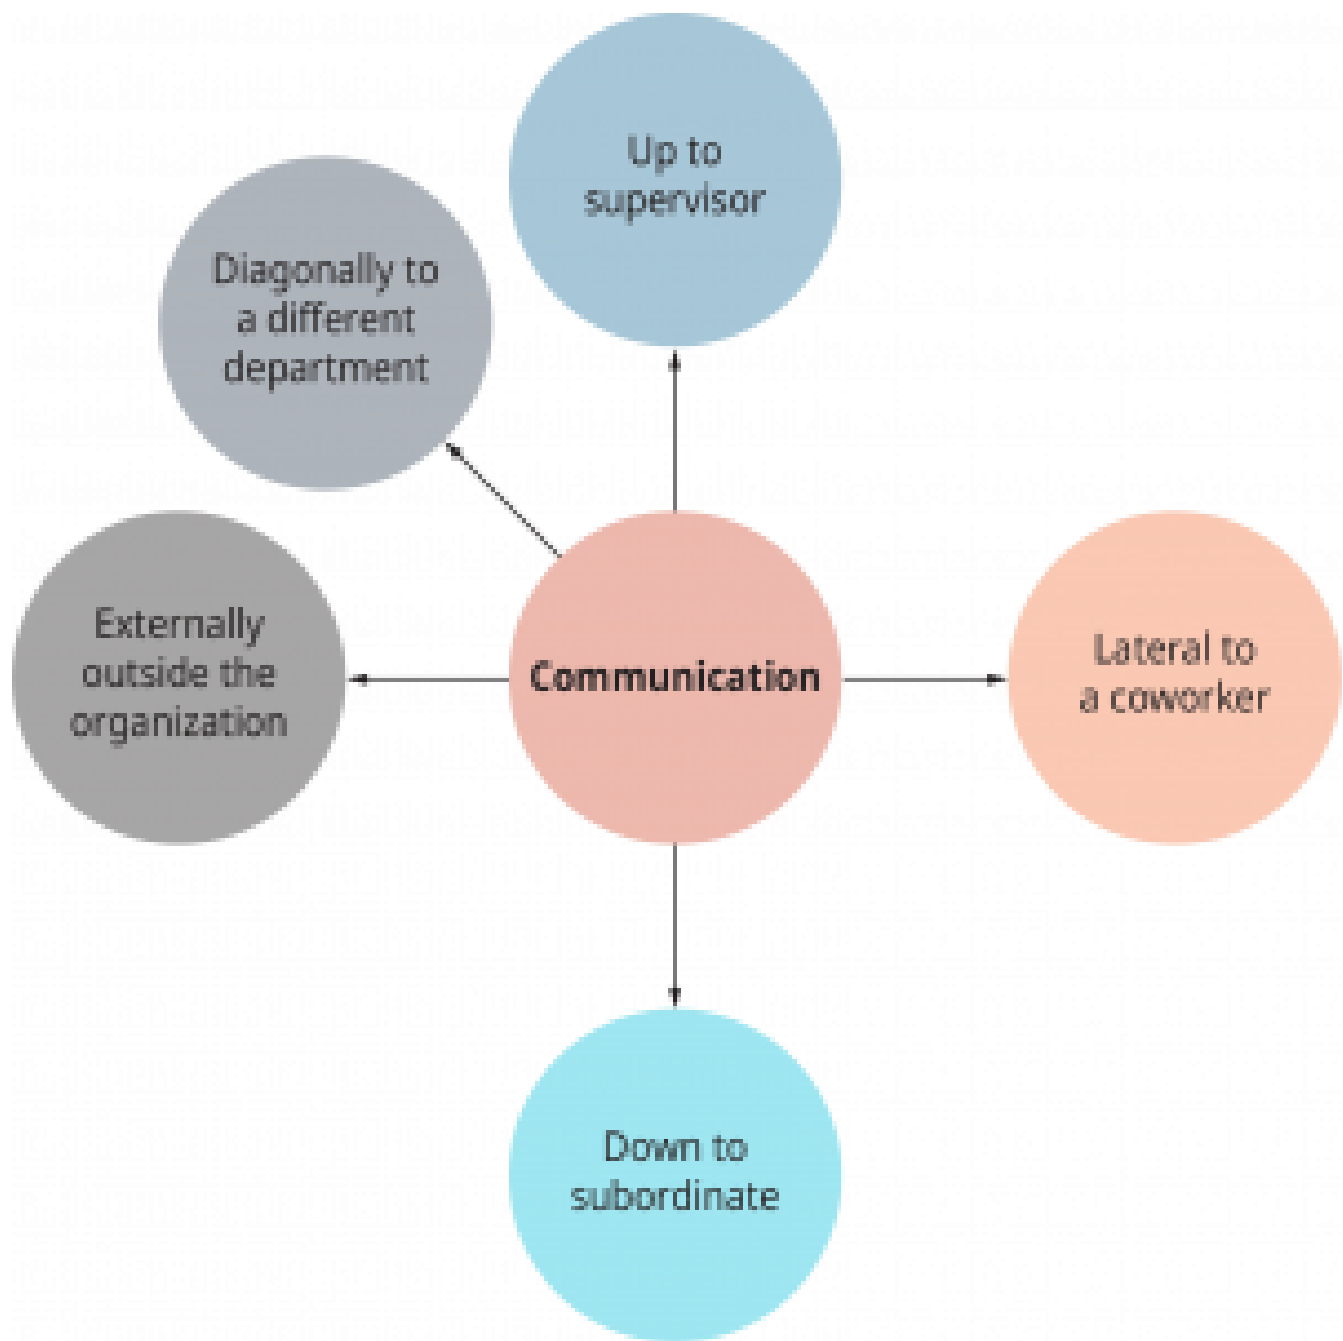 Up to
supervisor
Diagonally to
a different
department
Externally
outside the
organization
Communication
Lateral to
a coworker
Down to
subordinate